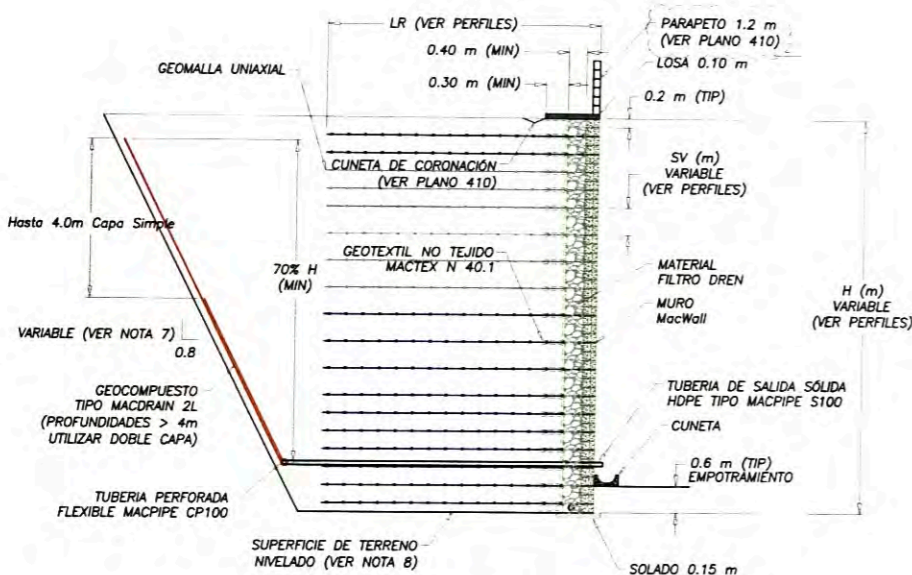 LR (VER PERFILES)
0.40 m (MIN)
0.30 m (MIN)
GEOMALLA UNIAXIAL
PARAPETO 1.2 m
(VER PLANO 410)
LOSA 0.10 m
0.2 m (TIP)
CUNETA DE CORONACIÓN
(VER PLANO 410)
SV (m)
VARIABLE
(VER PERFILES)
Hasta 4.0m Capa Simple
70% H
(MIN)
GEOTEXTIL NO TEJIDO
MACTEX N 40.1
MATERIAL
FILTRO DREN
MURO
MacWall
H (m)
VARIABLE
(VER PERFILES)
VARIABLE (VER NOTA 7)
0.8
GEOCOMPUESTO
TIPO MACDRAIN 2L
(PROFUNDIDADES > 4m
UTILIZAR DOBLE CAPA)
TUBERIA DE SALIDA SÓLIDA
HDPE TIPO MACPIPE S100
CUNETA
0.6 m (TIP)
EMPOTRAMIENTO
TUBERIA PERFORADA
FLEXIBLE MACPIPE CP100
SUPERFICIE DE TERRENO
NIVELADO (VER NOTA 8)
SOLADO 0.15 m